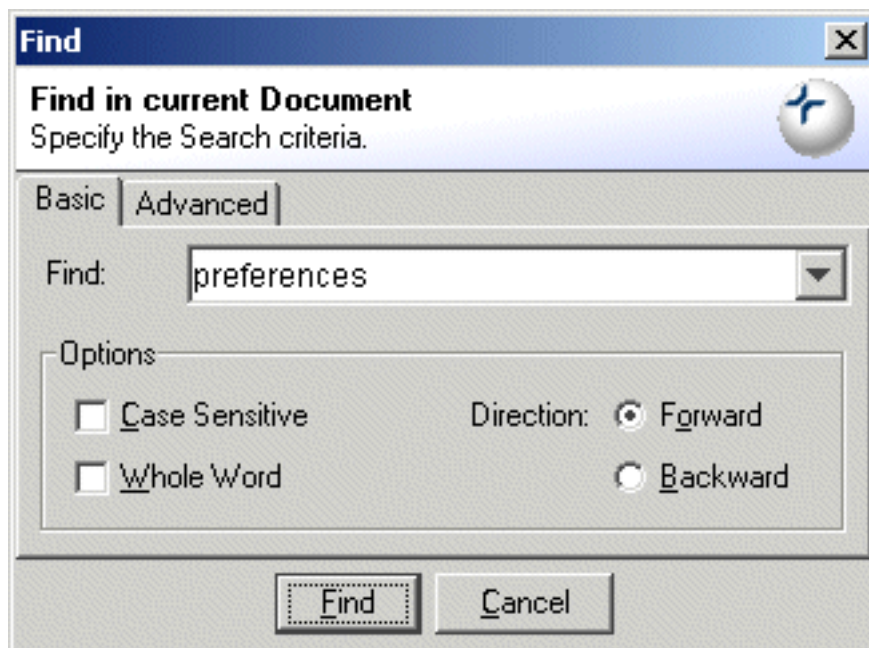 Find
Find in current Document
Specify the Search criteria.
Basic Advanced
Find: preferences
Options
Case Sensitive Direction: Forward
Whole Word Backward
Find Cancel